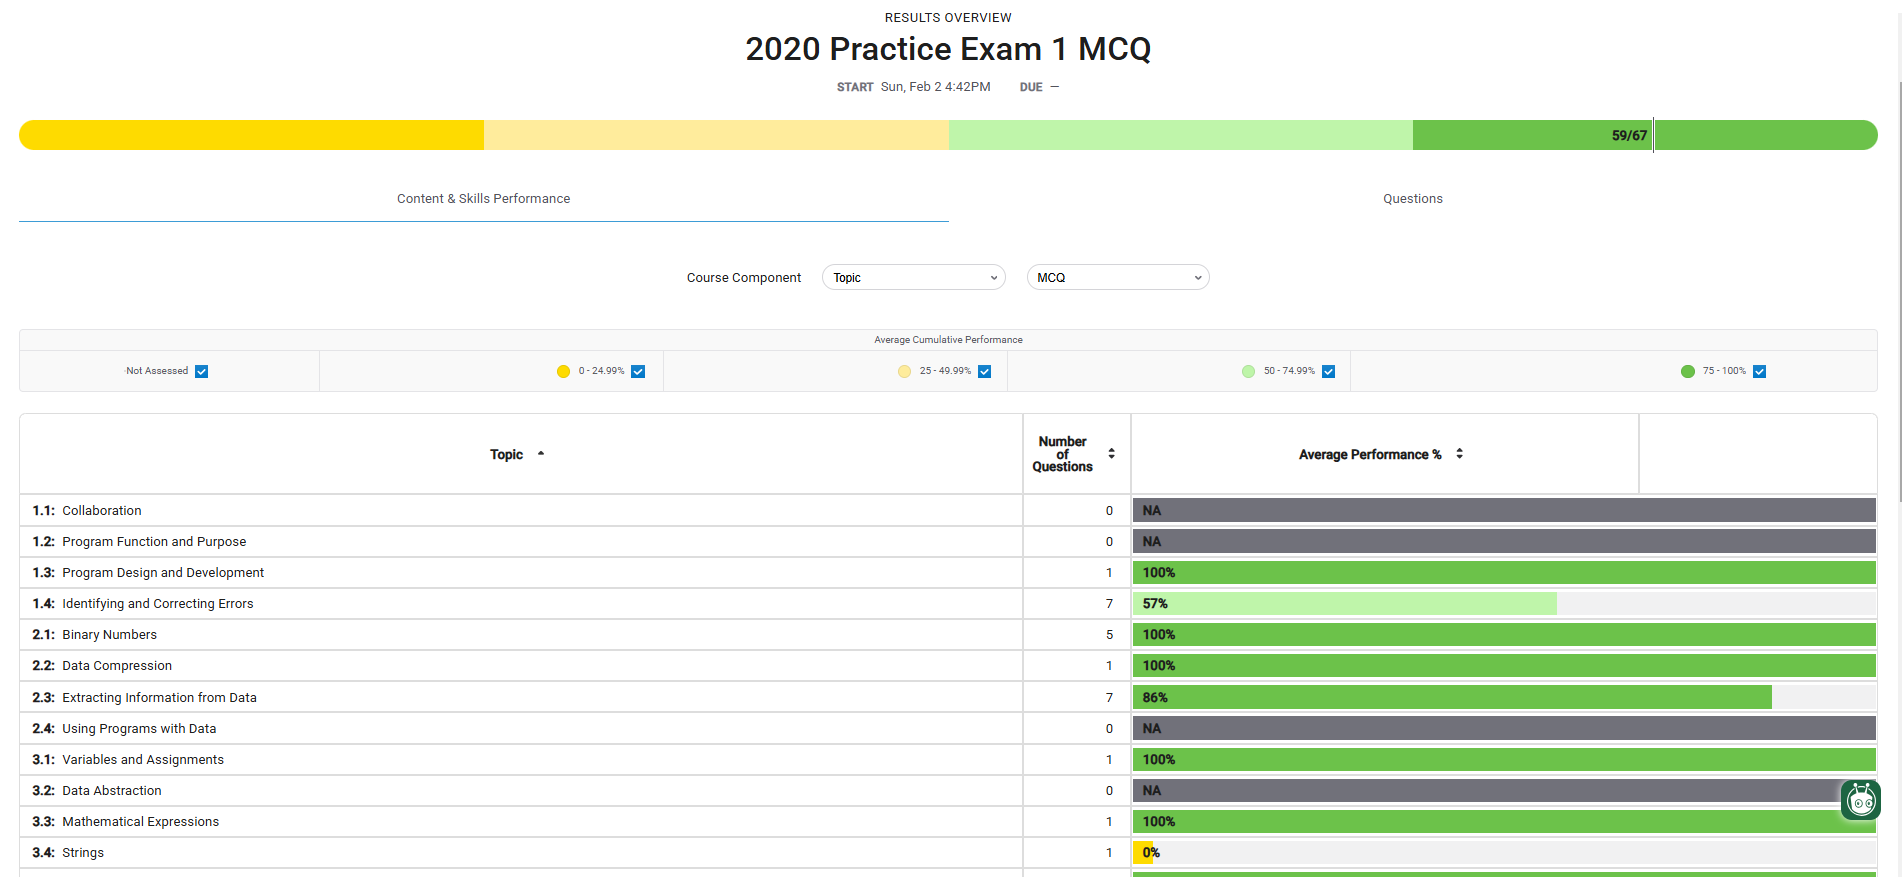 RESULTS OVERVIEW
2020 Practice Exam 1 MCQ
START Sun, Feb 2 4:42PM DUE —
59/67
Content & Skills Performance Questions
Course Component Topic MCQ
Average Cumulative Performance
Not Assessed 0 - 24.99% 25 - 49.99% 50 - 74.99% 75 - 100%
Topic Number of Questions Average Performance %
1.1: Collaboration 0 NA
1.2: Program Function and Purpose 0 NA
1.3: Program Design and Development 1 100%
1.4: Identifying and Correcting Errors 7 57%
2.1: Binary Numbers 5 100%
2.2: Data Compression 1 100%
2.3: Extracting Information from Data 7 86%
2.4: Using Programs with Data 0 NA
3.1: Variables and Assignments 1 100%
3.2: Data Abstraction 0 NA
3.3: Mathematical Expressions 1 100%
3.4: Strings 1 0%